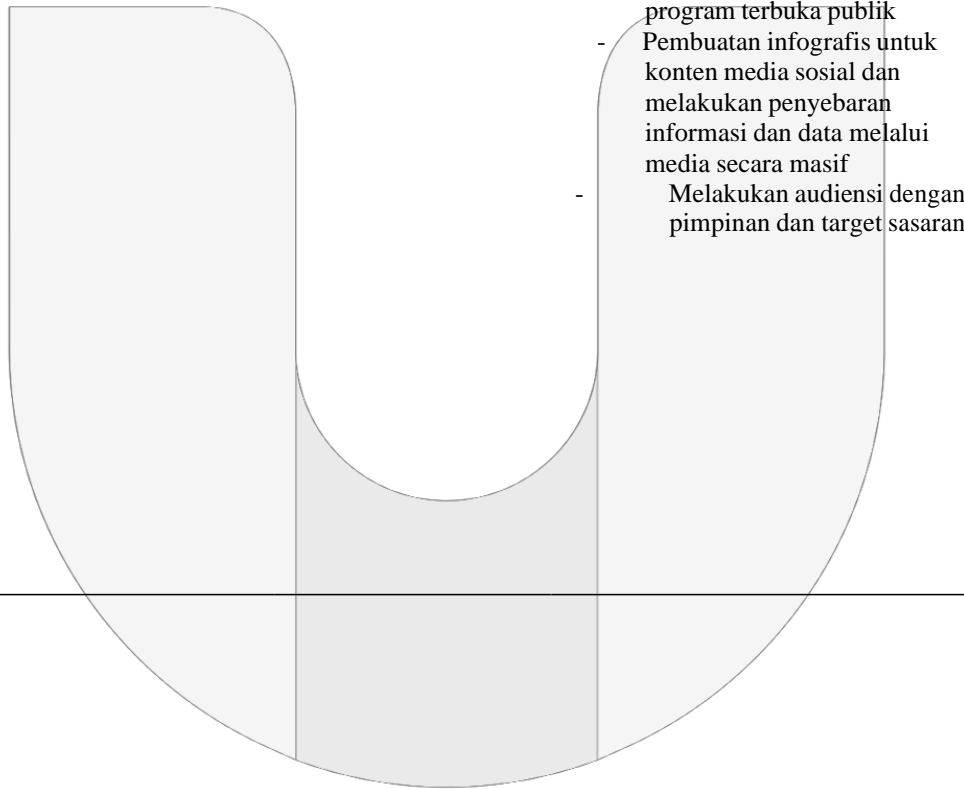 program terbuka publik
- Pembuatan infografis untuk
konten media sosial dan
melakukan penyebaran
informasi dan data melalui
media secara masif
- Melakukan audiensi dengan
pimpinan dan target sasaran